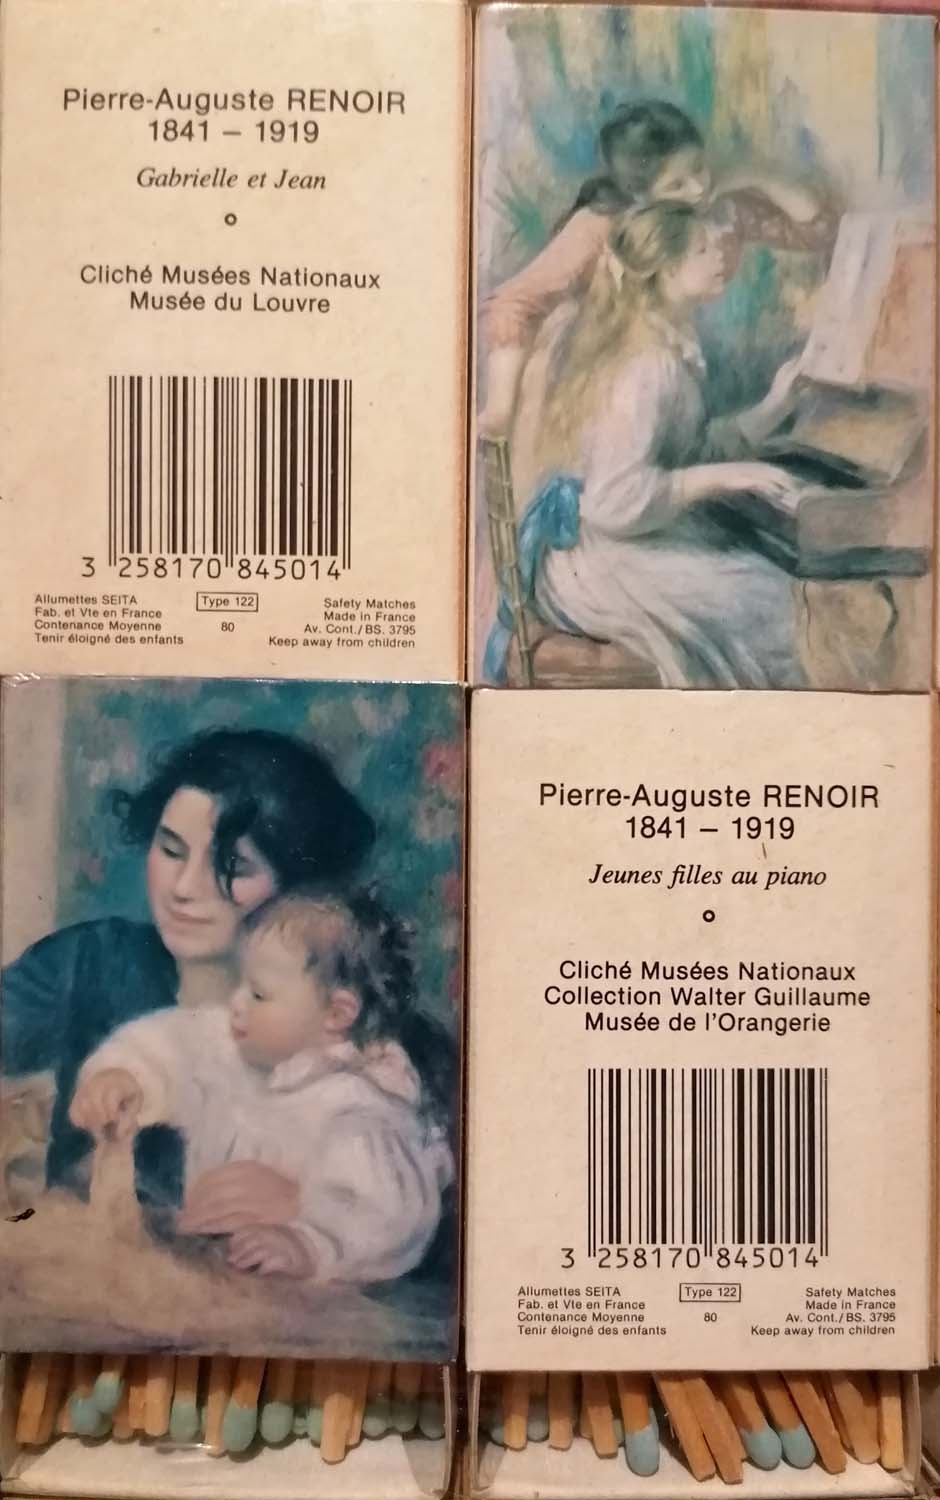 Pierre-Auguste RENOIR
1841 – 1919
Gabrielle et Jean
Cliché Musées Nationaux
Musée du Louvre
3 258170 845014
Allumettes SEITA
Fab. et Vte en France
Contenance Moyenne
Tenir éloigné des enfants
Type 122
80
Safety Matches
Made in France
Av. Cont./BS. 3795
Keep away from children
Pierre-Auguste RENOIR
1841 – 1919
Jeunes filles au piano
Cliché Musées Nationaux
Collection Walter Guillaume
Musée de l'Orangerie
3 258170 845014
Allumettes SEITA
Fab. et Vte en France
Contenance Moyenne
Tenir éloigné des enfants
Type 122
80
Safety Matches
Made in France
Av. Cont./BS. 3795
Keep away from children